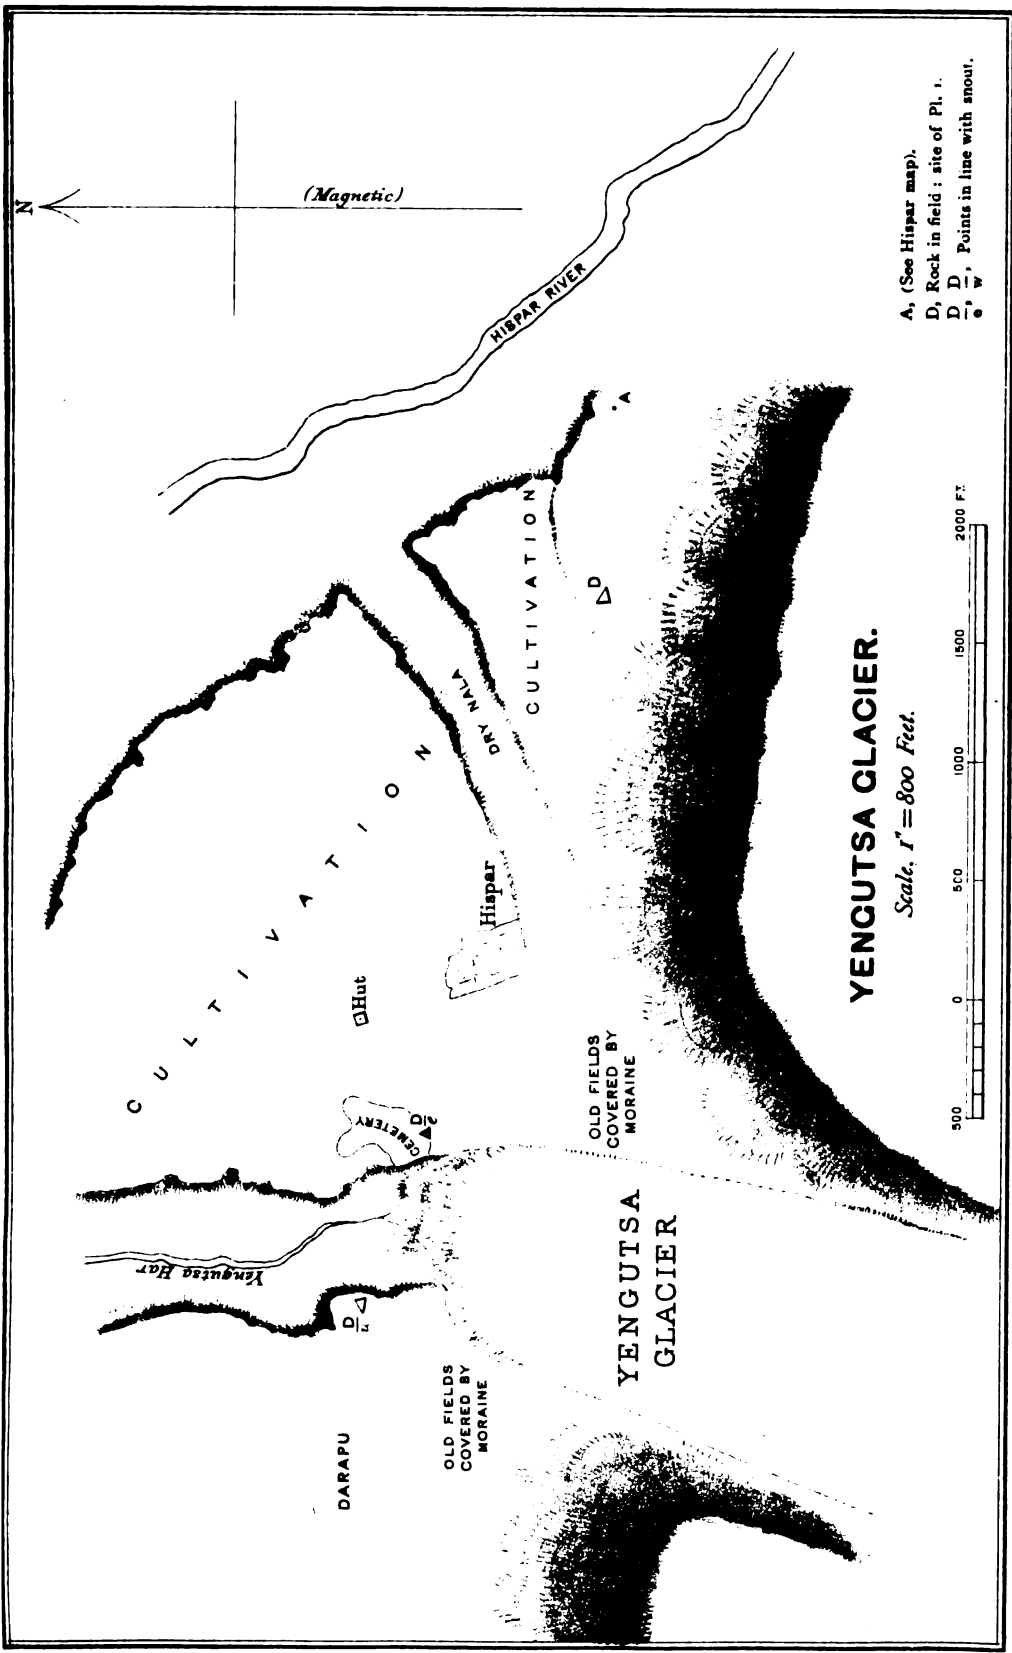 N
(Magnetic)
HISPAR RIVER
A, (See Hispar map).
D, Rock in field : site of Pl. 1.
D/e, D/w, Points in line with snout.
A
D
CULTIVATION
DRY NALA
CULTIVATION
Hispar
Hut
CEMETERY
D
OLD FIELDS
COVERED BY
MORAINE
Yengutsa Har
D
YENGUTSA
GLACIER
OLD FIELDS
COVERED BY
MORAINE
DARAPU
YENGUTSA GLACIER.
Scale. 1"=800 Feet.
500 0 500 1000 1500 2000 FT.